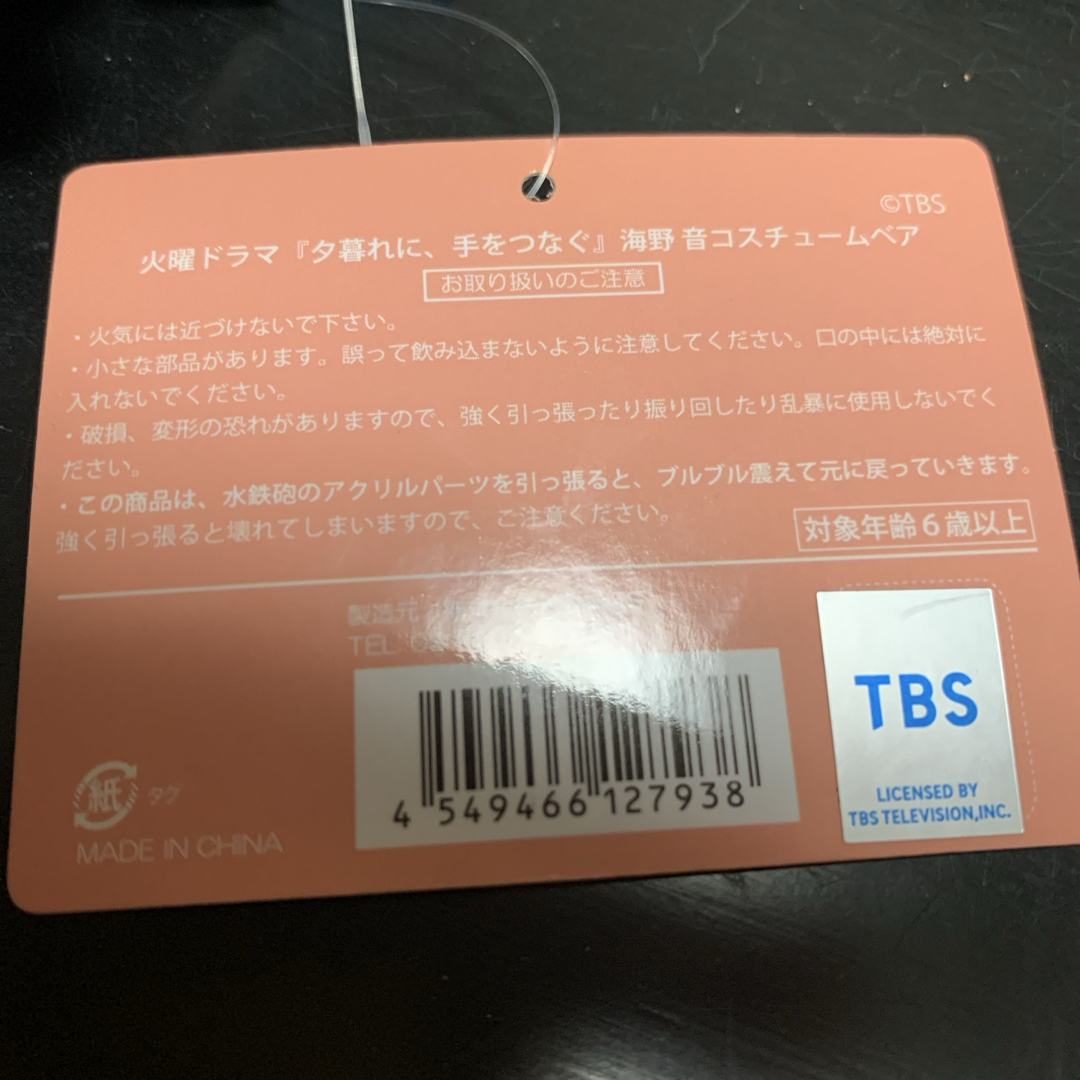 ©TBS
火曜ドラマ『夕暮れに、手をつなぐ』海野 音コスチュームベア
お取り扱いのご注意
・火気には近づけないで下さい。
・小さな部品があります。誤って飲み込まないように注意してください。口の中には絶対に
入れないでください。
・破損、変形の恐れがありますので、強く引っ張ったり振り回したり乱暴に使用しないでく
ださい。
・この商品は、水鉄砲のアクリルパーツを引っ張ると、ブルブル震えて元に戻っていきます。
強く引っ張ると壊れてしまいますので、ご注意ください。
対象年齢6歳以上
製造元
TEL
4 549466 127938
TBS
LICENSED BY
TBS TELEVISION,INC.
紙 タグ
MADE IN CHINA